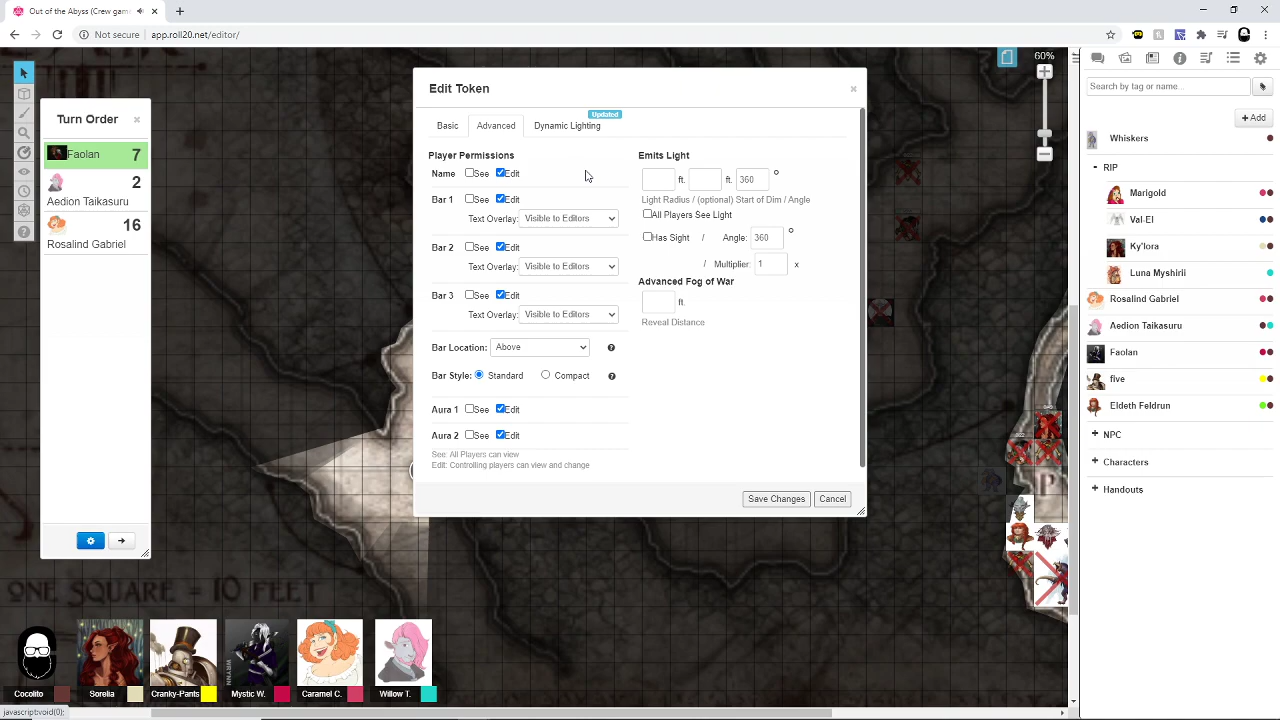 Out of the Abyss (Crew gam
Not secure
app.roll20.net/editor/
60%
Turn Order
Faolan
7
2
Aedion Taikasuru
16
Rosalind Gabriel
Edit Token
Updated
Basic
Advanced
Dynamic Lighting
Player Permissions
Name See Edit
Bar 1 See Edit
Text Overlay: Visible to Editors
Bar 2 See Edit
Text Overlay: Visible to Editors
Bar 3 See Edit
Text Overlay: Visible to Editors
Bar Location: Above
Bar Style: Standard Compact
Aura 1 See Edit
Aura 2 See Edit
See: All Players can view
Edit: Controlling players can view and change
Emits Light
ft. ft. 360 °
Light Radius / (optional) Start of Dim / Angle
All Players See Light
Has Sight / Angle: 360 °
/ Multiplier: 1 x
Advanced Fog of War
ft.
Reveal Distance
Save Changes
Cancel
Search by tag or name...
+ Add
Whiskers
RIP
Marigold
Val-El
Ky'lora
Luna Myshirii
Rosalind Gabriel
Aedion Taikasuru
Faolan
five
Eldeth Feldrun
NPC
Characters
Handouts
ONE SQUARE = 10 FEET
Cocolito
Sorelia
Cranky-Pants
Mystic W.
Caramel C.
Willow T.
javascript:void(0);